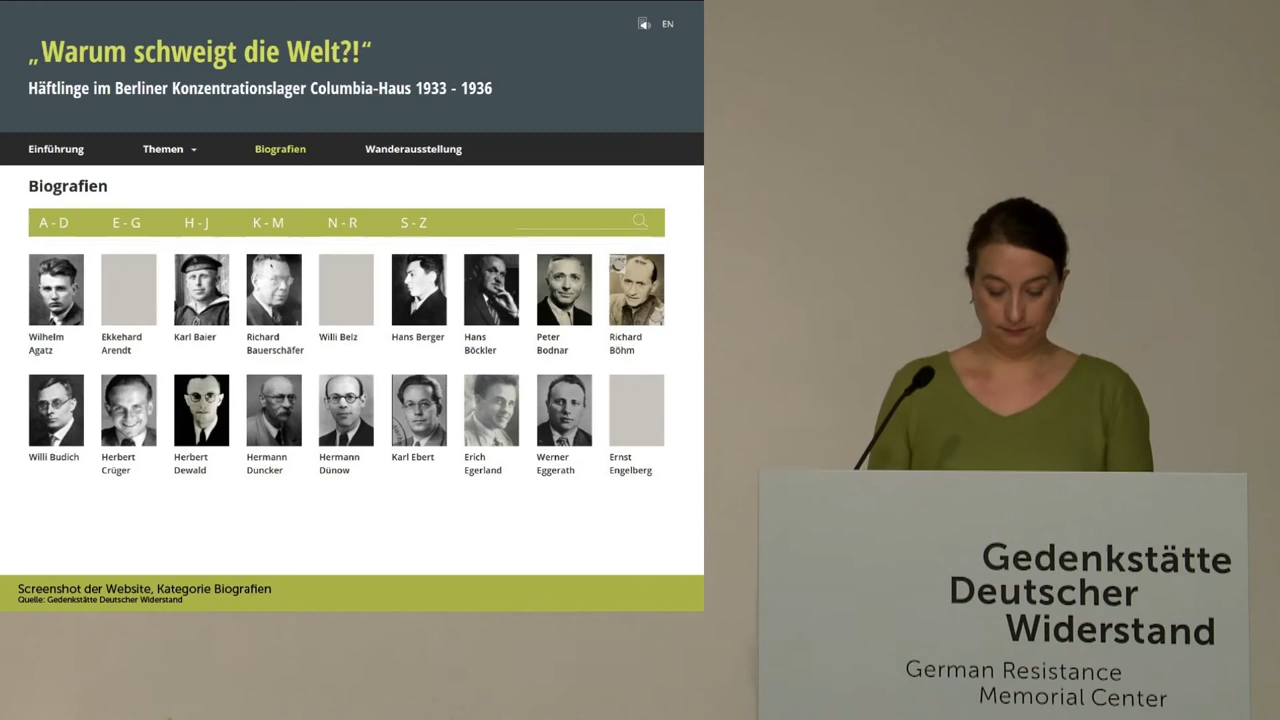 EN
„Warum schweigt die Welt?!“
Häftlinge im Berliner Konzentrationslager Columbia-Haus 1933 - 1936
Einführung Themen Biografien Wanderausstellung
Biografien
A - D E - G H - J K - M N - R S - Z
Wilhelm Agatz
Ekkehard Arendt
Karl Baier
Richard Bauerschäfer
Willi Belz
Hans Berger
Hans Böckler
Peter Bodnar
Richard Böhm
Willi Budich
Herbert Crüger
Herbert Dewald
Hermann Duncker
Hermann Dünow
Karl Ebert
Erich Egerland
Werner Eggerath
Ernst Engelberg
Screenshot der Website, Kategorie Biografien
Quelle: Gedenkstätte Deutscher Widerstand
Gedenkstätte
Deutscher
Widerstand
German Resistance
Memorial Center